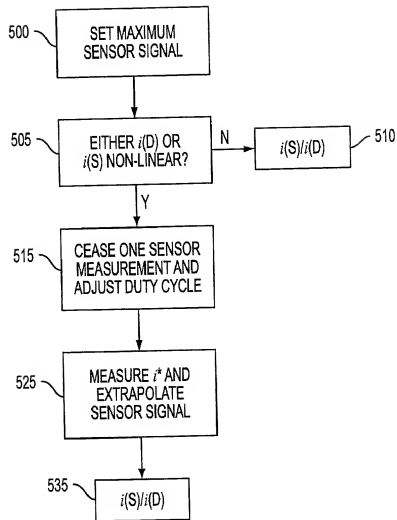 500
SET MAXIMUM
SENSOR SIGNAL
505
EITHER i(D) OR
i(S) NON-LINEAR?
N
i(S)/i(D)
510
Y
515
CEASE ONE SENSOR
MEASUREMENT AND
ADJUST DUTY CYCLE
525
MEASURE i* AND
EXTRAPOLATE
SENSOR SIGNAL
535
i(S)/i(D)